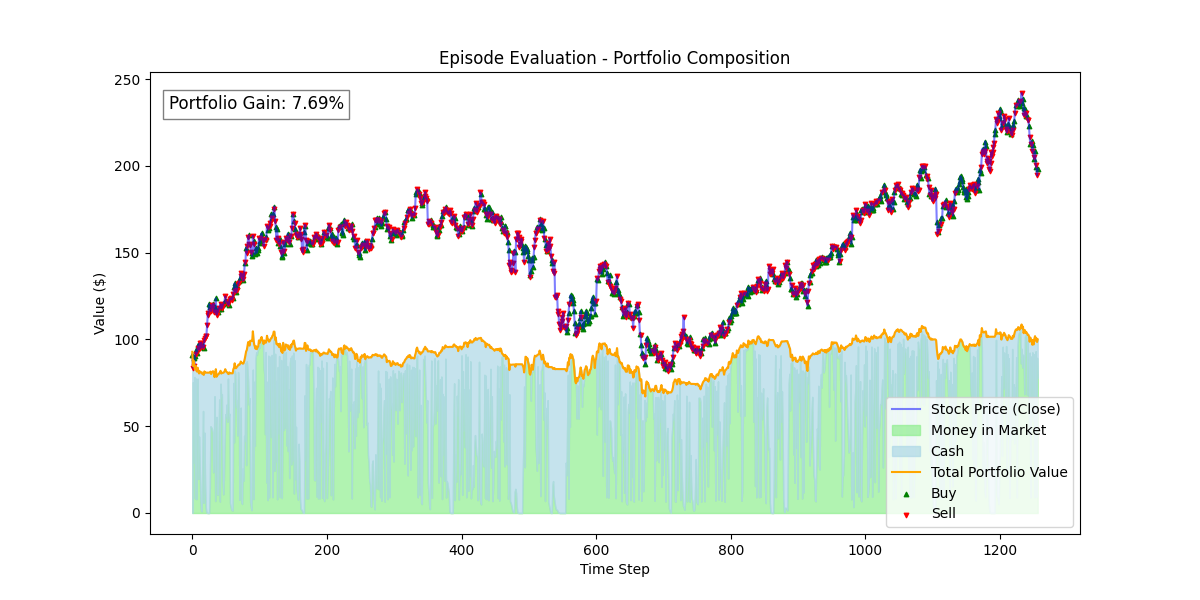 Episode Evaluation - Portfolio Composition
Portfolio Gain: 7.69%
Value ($)
250
200
150
100
50
0
0 200 400 600 800 1000 1200
Time Step
Stock Price (Close)
Money in Market
Cash
Total Portfolio Value
Buy
Sell